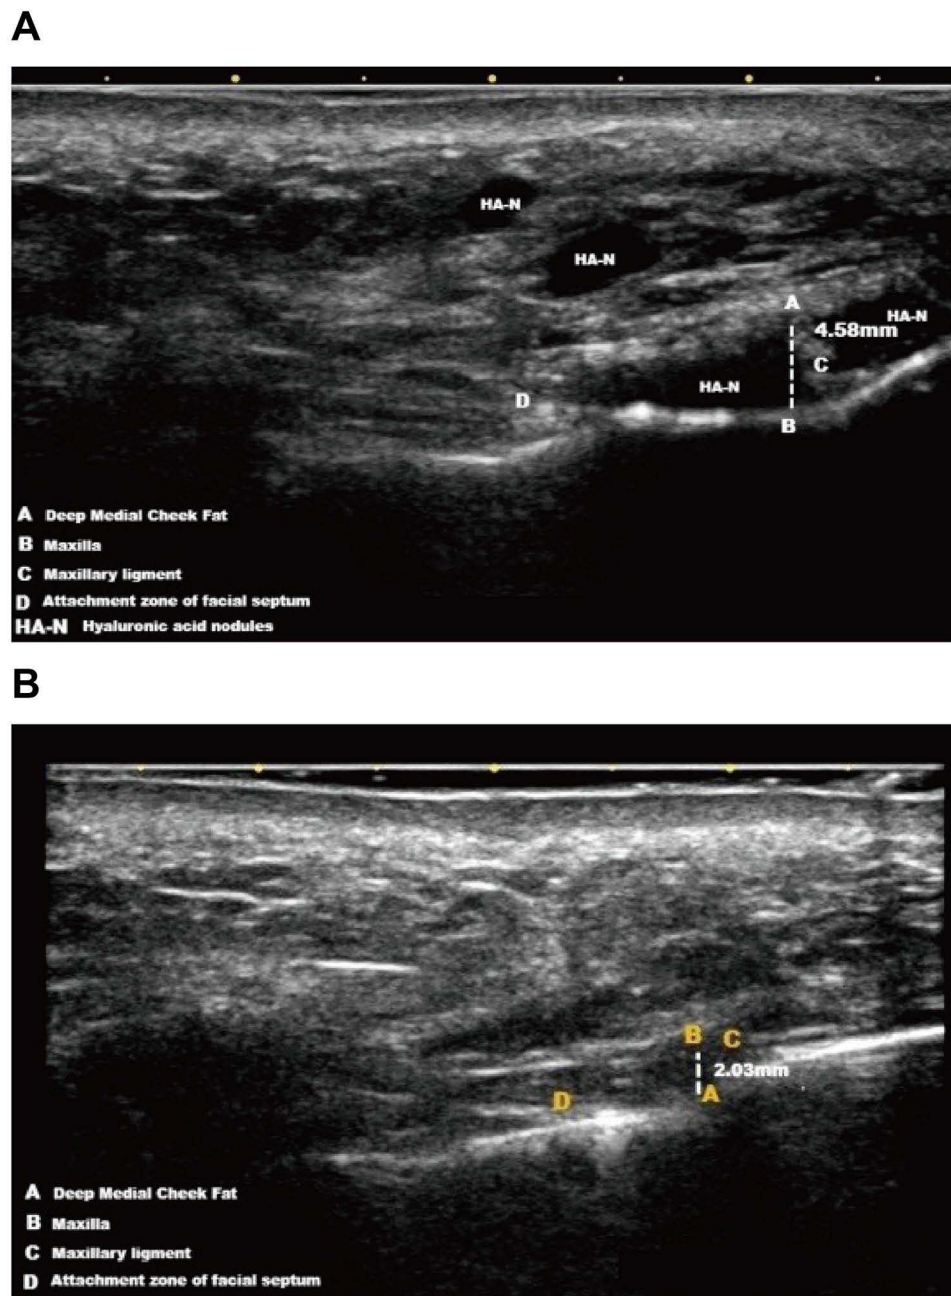 A
HA-N
HA-N
A
HA-N
4.58mm
C
HA-N
D
B
A Deep Medial Cheek Fat
B Maxilla
C Maxillary ligment
D Attachment zone of facial septum
HA-N Hyaluronic acid nodules
B
B C
2.03mm
A
D
A Deep Medial Cheek Fat
B Maxilla
C Maxillary ligment
D Attachment zone of facial septum